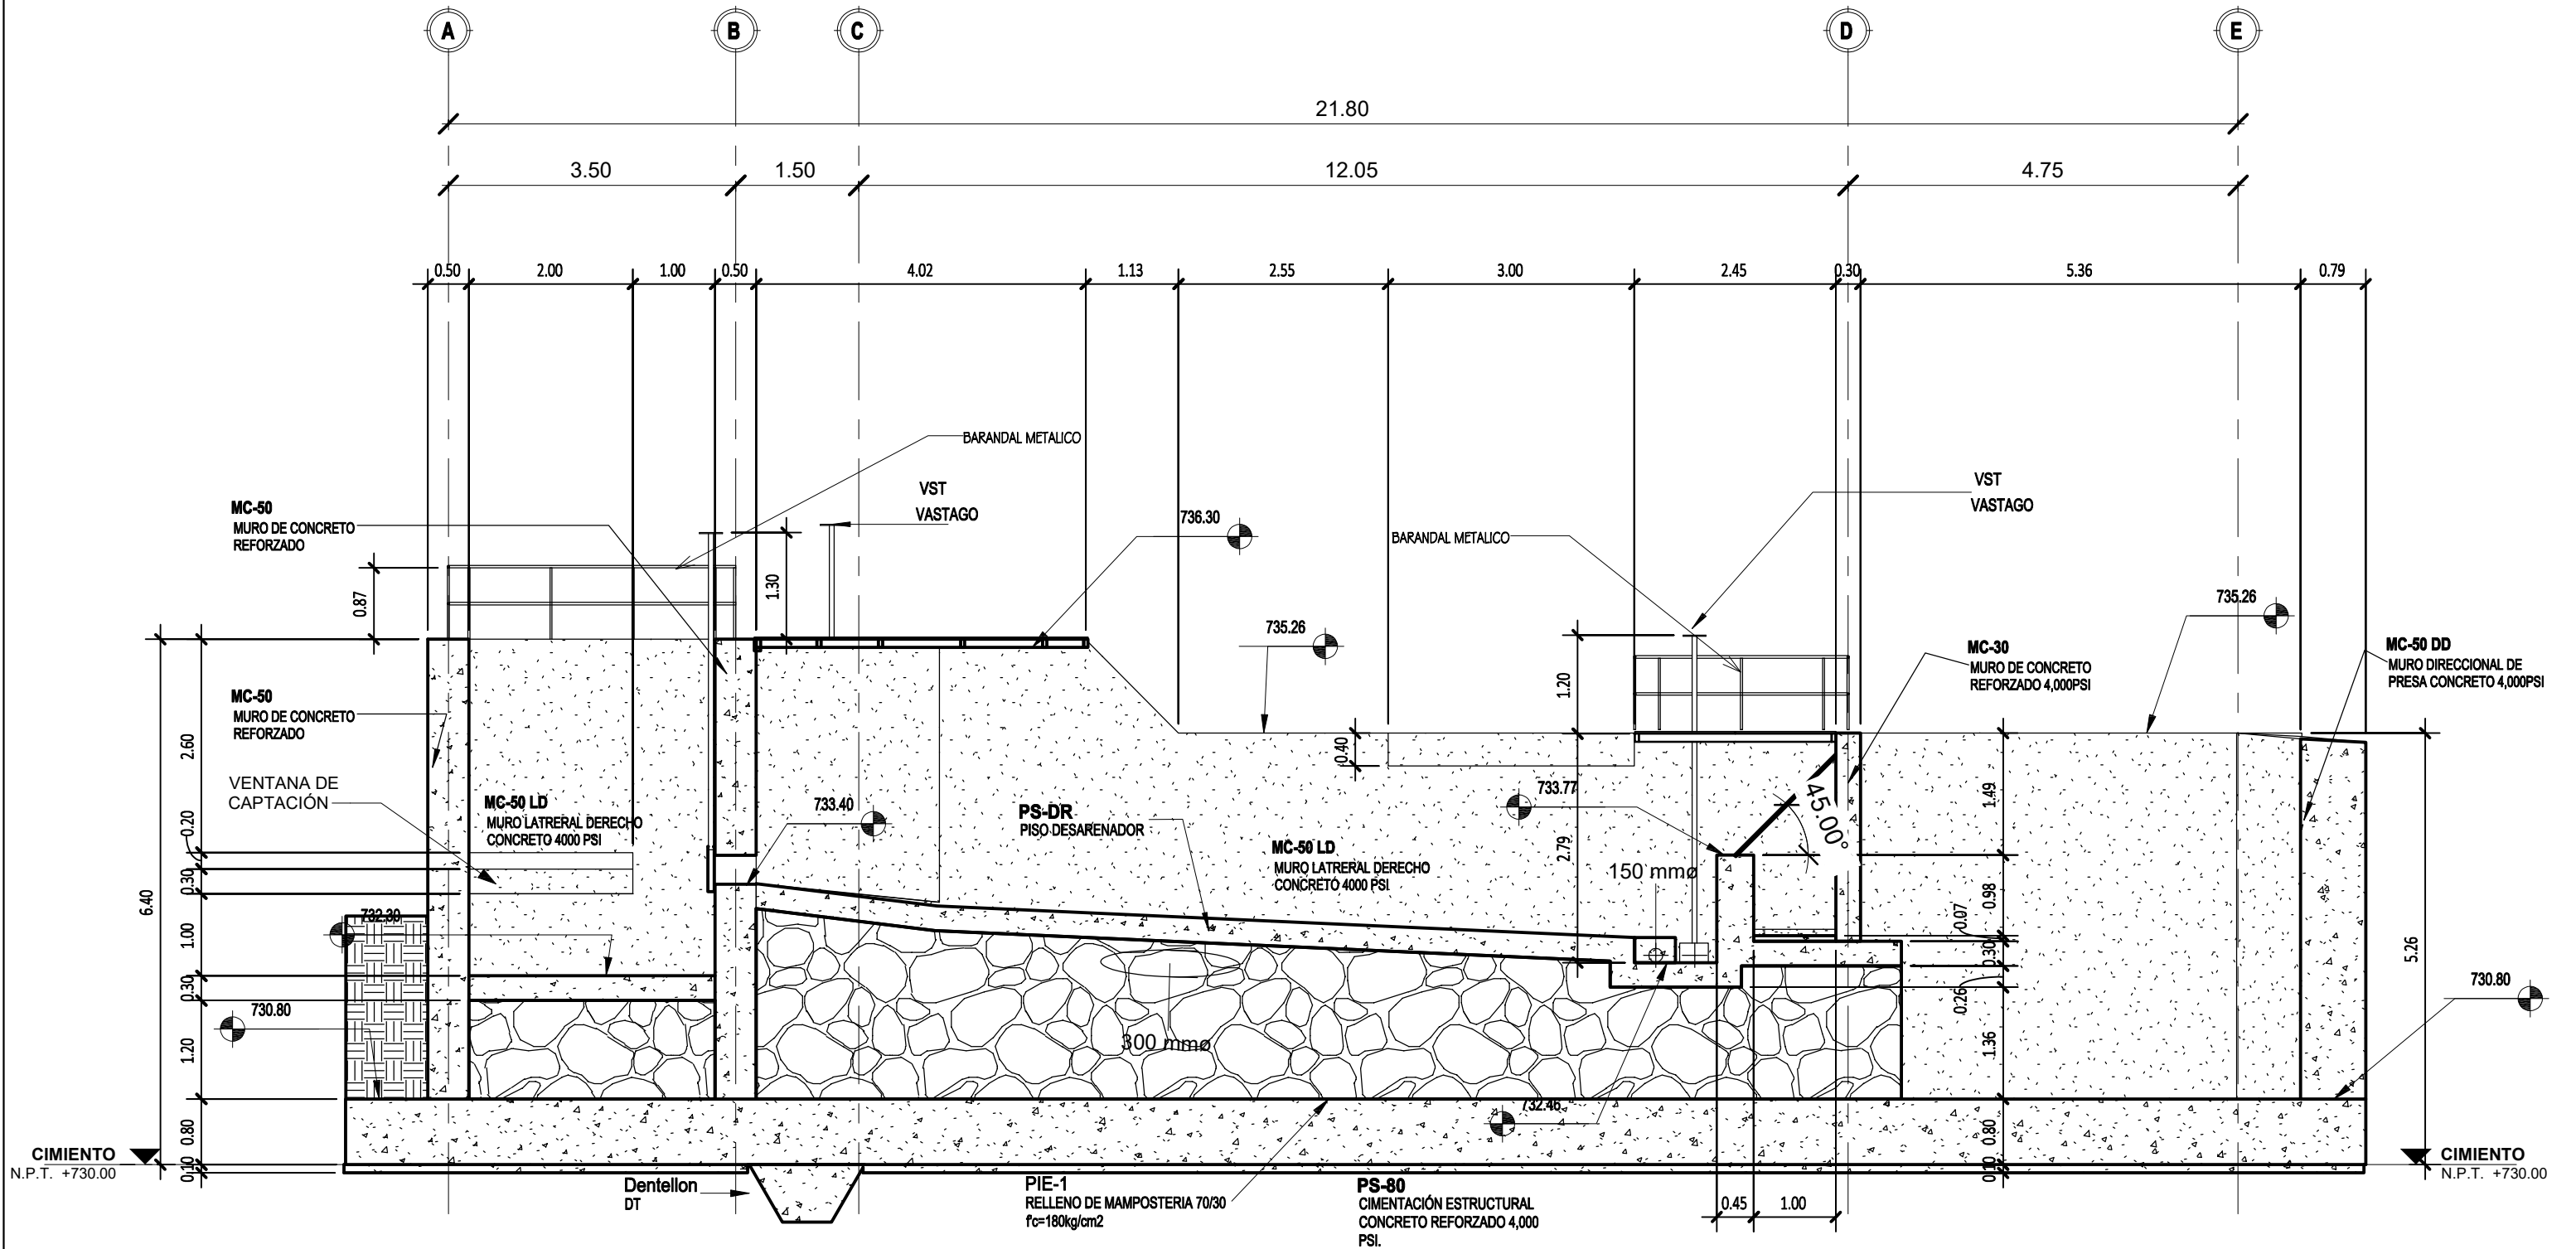 A
B
C
D
E
21.80
3.50
1.50
12.05
4.75
0.50
2.00
1.00
0.50
4.02
1.13
2.55
3.00
2.45
0.30
5.36
0.79
BARANDAL METALICO
VST
VASTAGO
MC-50
MURO DE CONCRETO
REFORZADO
736.30
BARANDAL METALICO
VST
VASTAGO
0.87
1.30
735.26
735.26
1.20
MC-30
MURO DE CONCRETO
REFORZADO 4,000PSI
MC-50 DD
MURO DIRECCIONAL DE
PRESA CONCRETO 4,000PSI
MC-50
MURO DE CONCRETO
REFORZADO
2.60
0.40
VENTANA DE
CAPTACIÓN
MC-50 LD
MURO LATRERAL DERECHO
CONCRETO 4000 PSI
733.40
PS-DR
PISO DESARENADOR
733.77
45.00°
1.49
0.20
MC-50 LD
MURO LATRERAL DERECHO
CONCRETO 4000 PSI
2.79
150 mmø
0.30
6.40
732.30
1.00
0.98
0.07
0.30
5.26
0.30
730.80
0.26
730.80
1.20
300 mmø
1.36
732.46
0.80
0.80
CIMIENTO
N.P.T. +730.00
0.10
0.10
CIMIENTO
N.P.T. +730.00
Dentellon
DT
PIE-1
RELLENO DE MAMPOSTERIA 70/30
f'c=180kg/cm2
PS-80
CIMENTACIÓN ESTRUCTURAL
CONCRETO REFORZADO 4,000
PSI.
0.45
1.00